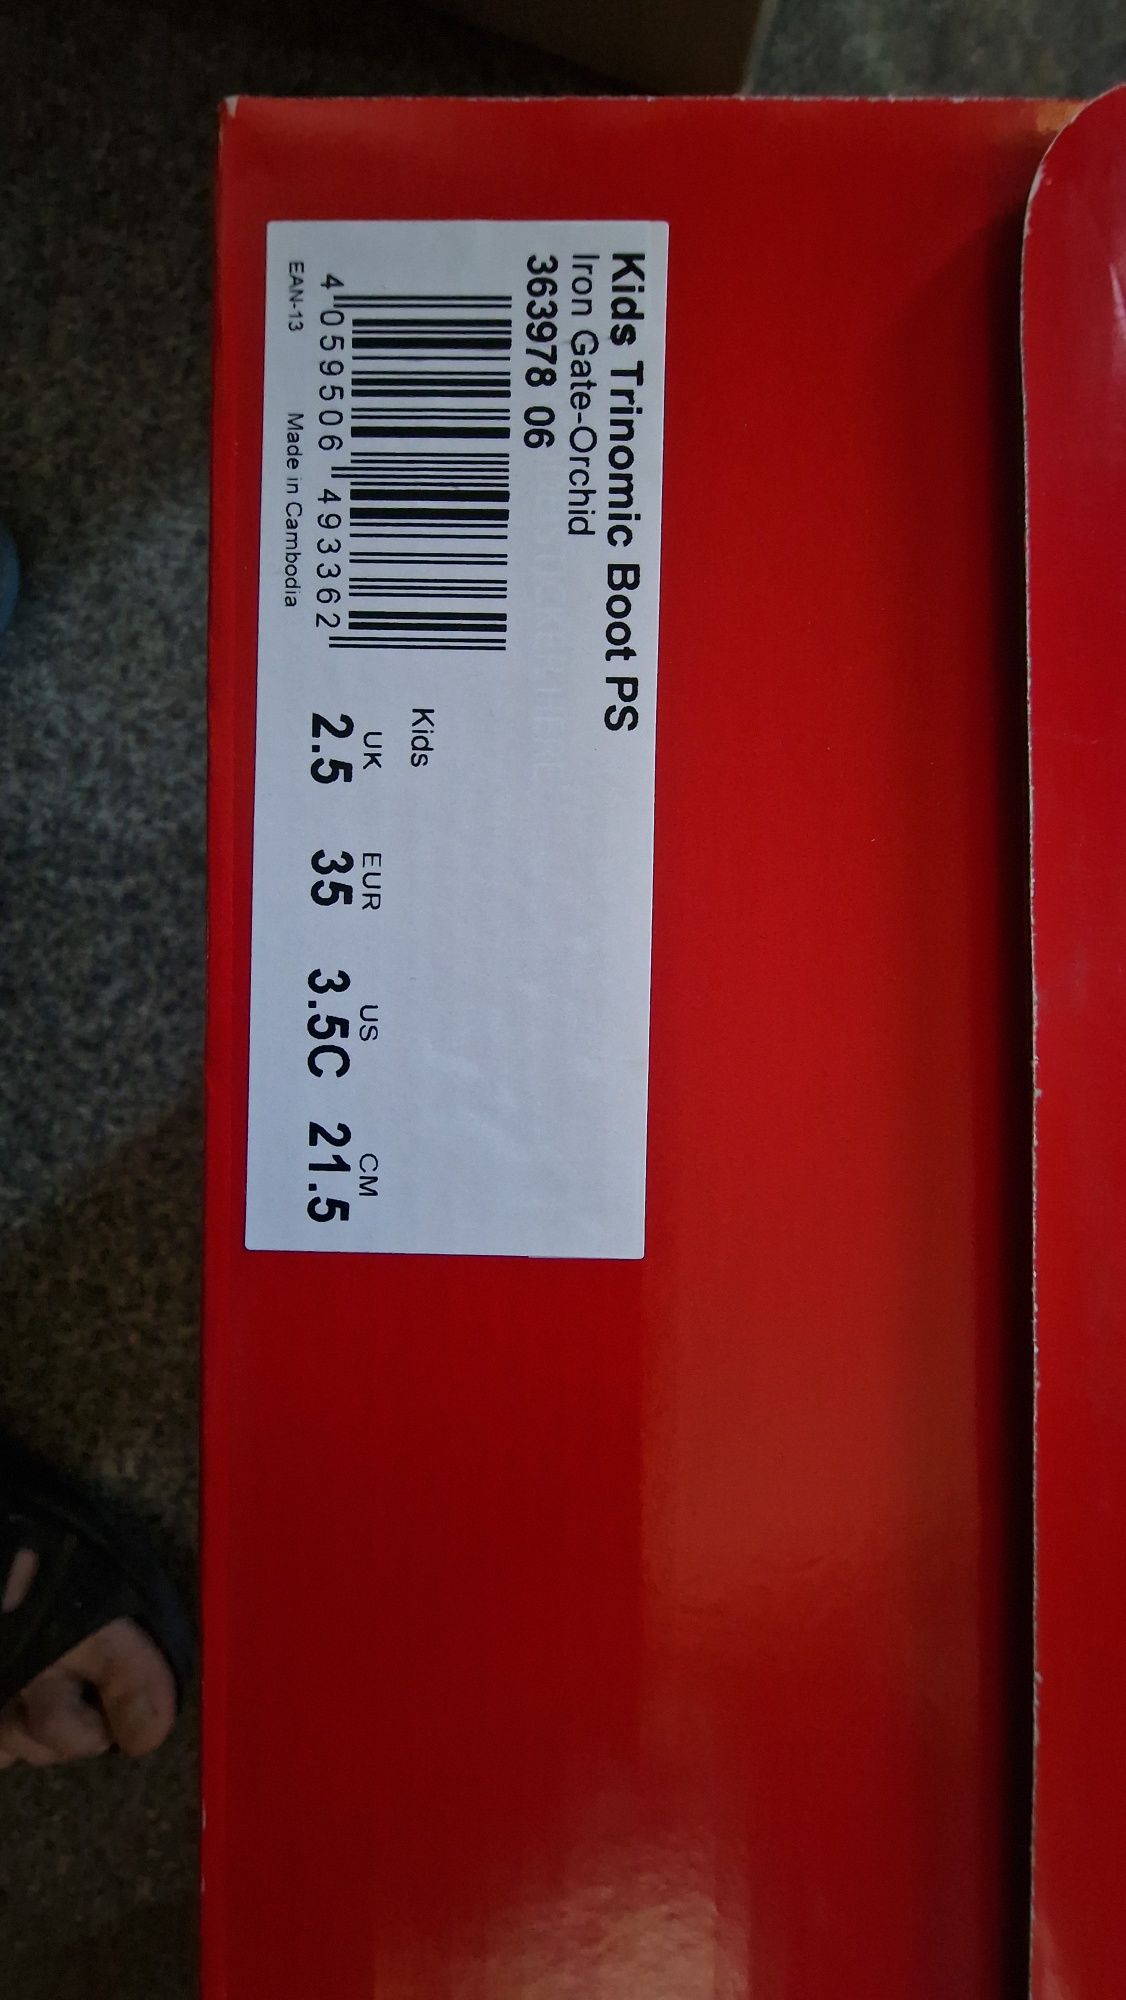 Kids Trinomic Boot PS
Iron Gate-Orchid
363978 06
4 059506 493362
EAN-13 Made in Cambodia
Kids
UK EUR US CM
2.5 35 3.5C 21.5